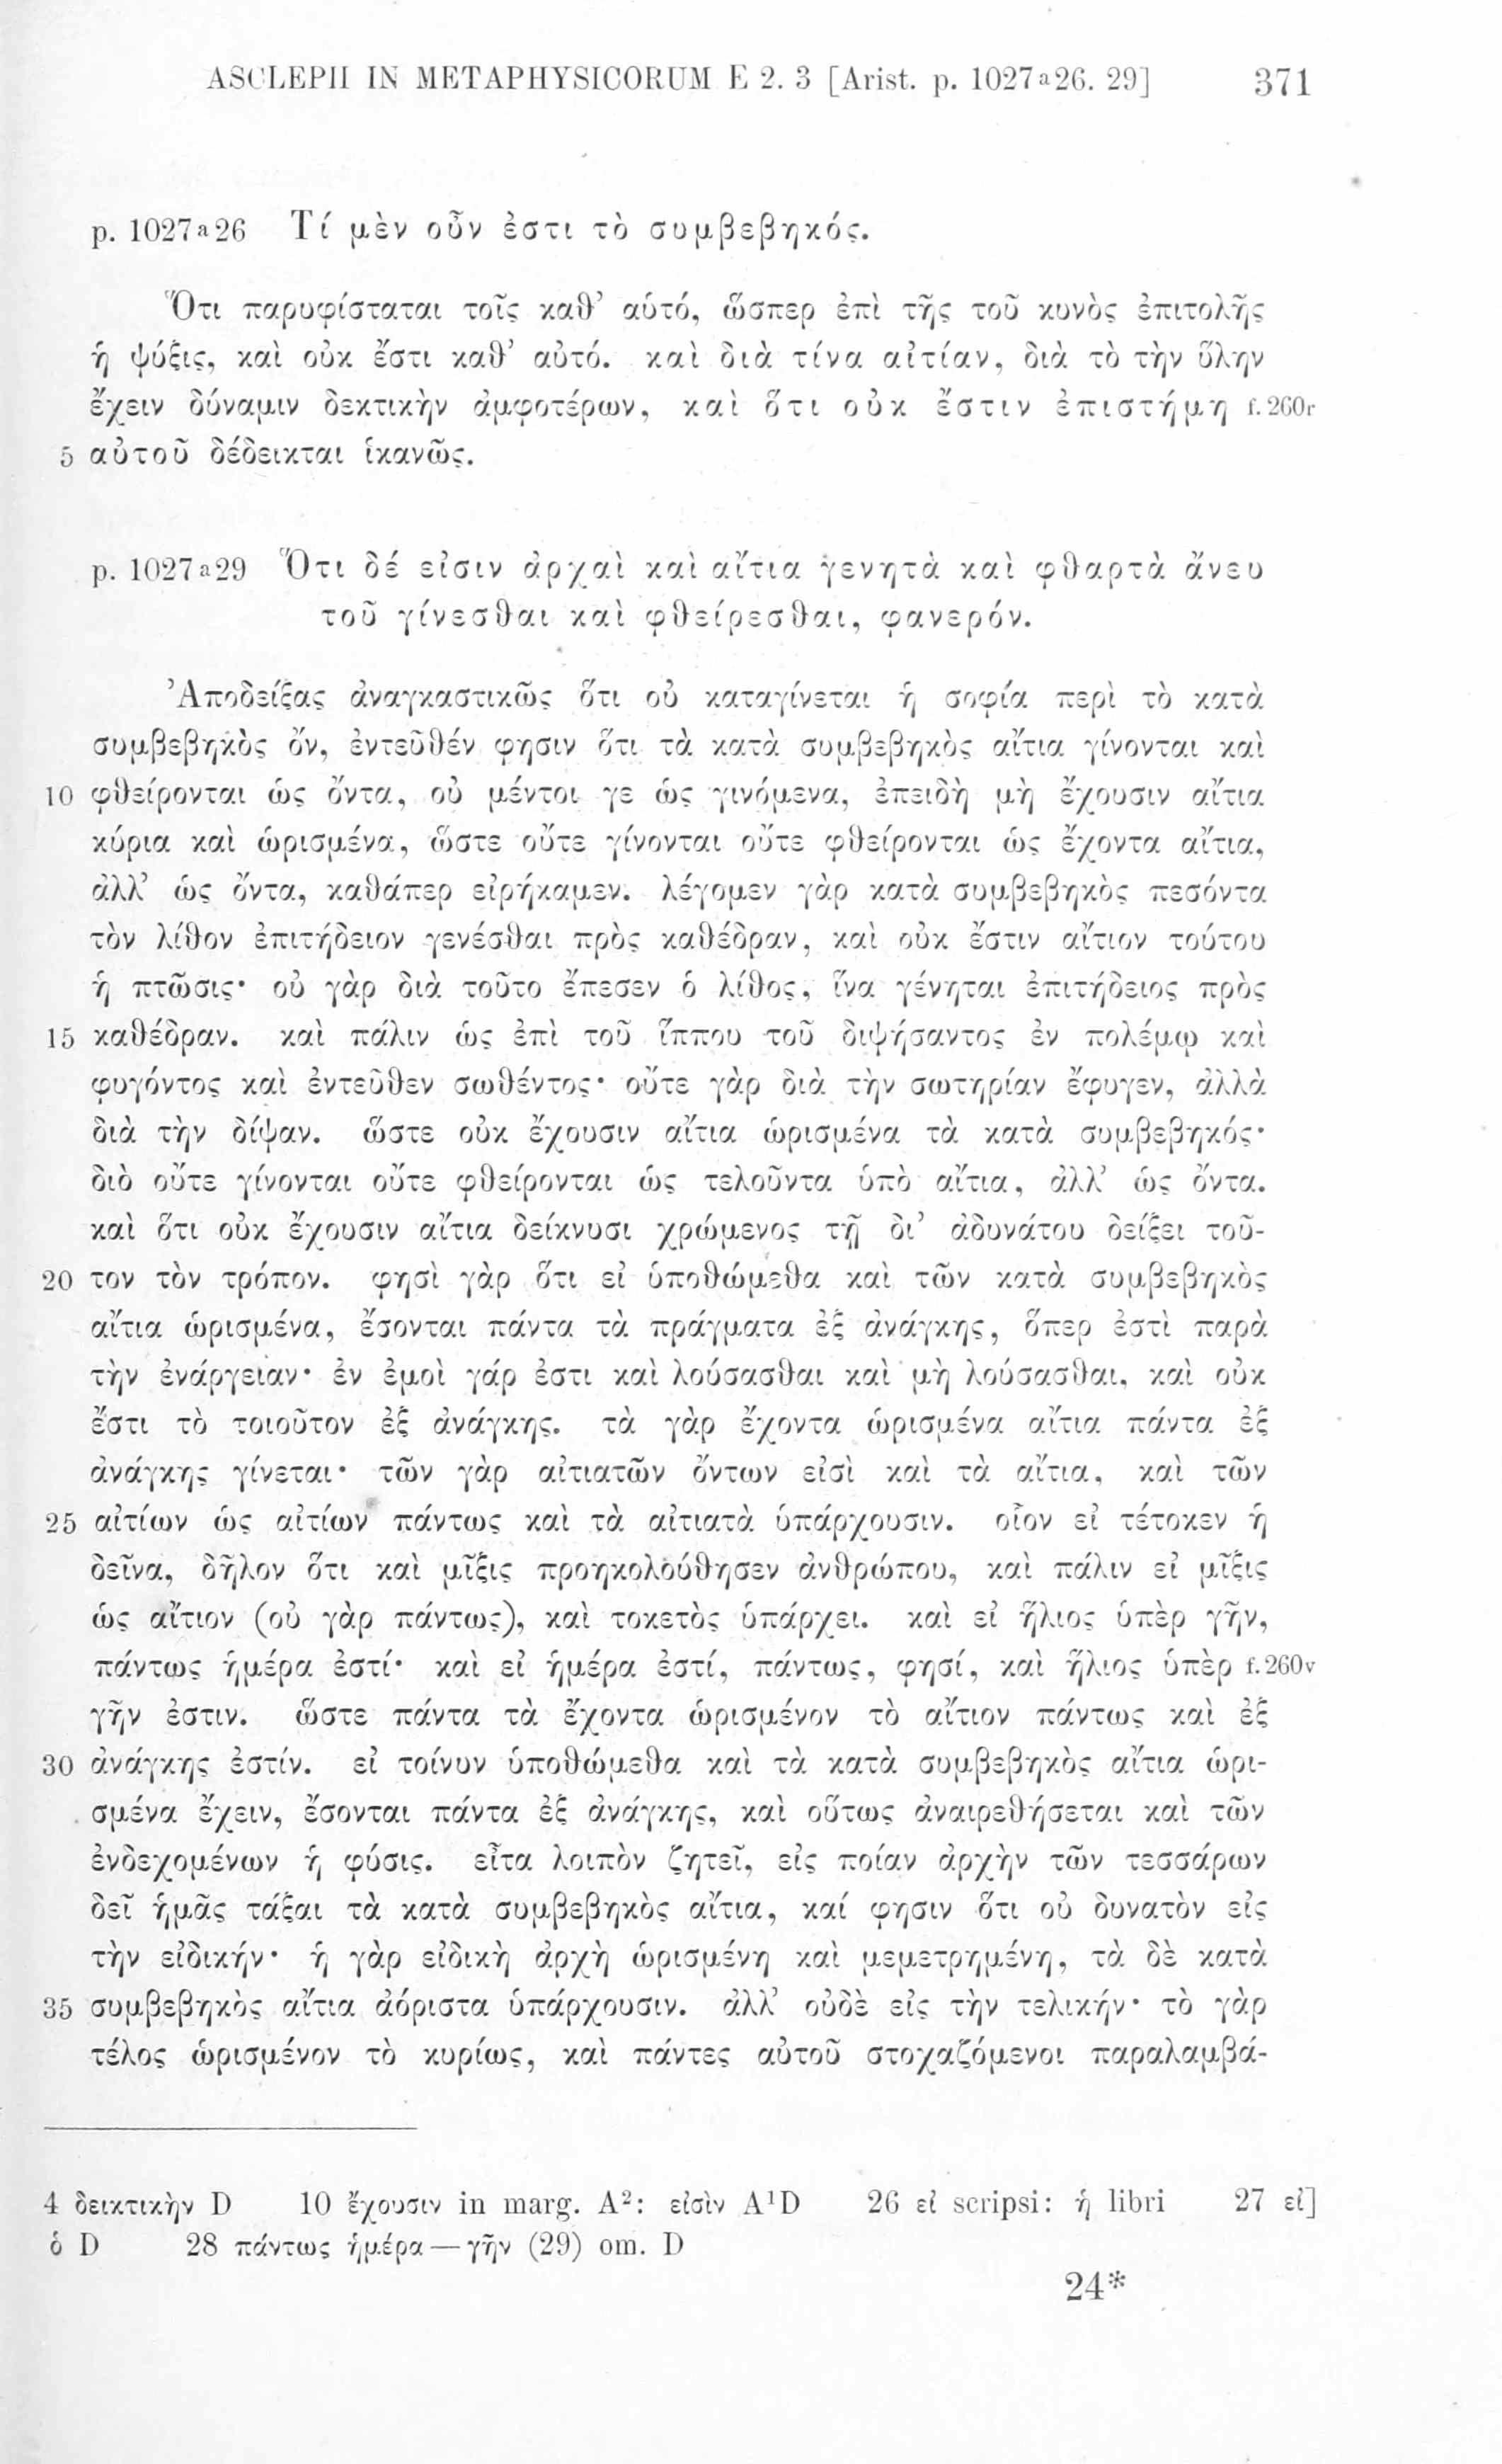 ASCLEPII IN METAPHYSICORUM E 2. 3 [Arist. p. 1027ᵃ26. 29] 371
p. 1027ᵃ26 Τί μὲν οὖν ἐστι τὸ συμβεβηκός.
Ὅτι παρυφίσταται τοῖς καθ’ αὑτό, ὥσπερ ἐπὶ τῆς τοῦ κυνὸς ἐπιτολῆς
ἡ ψύξις, καὶ οὐκ ἔστι καθ’ αὑτό. καὶ διὰ τίνα αἰτίαν, διὰ τὸ τὴν ὕλην
ἔχειν δύναμιν δεκτικὴν ἀμφοτέρων, καὶ ὅτι οὐκ ἔστιν ἐπιστήμη f. 260r
5 αὐτοῦ δέδεικται ἱκανῶς.
p. 1027ᵃ29 Ὅτι δέ εἰσιν ἀρχαὶ καὶ αἴτια γενητὰ καὶ φθαρτὰ ἄνευ
τοῦ γίνεσθαι καὶ φθείρεσθαι, φανερόν.
Ἀποδείξας ἀναγκαστικῶς ὅτι οὐ καταγίνεται ἡ σοφία περὶ τὸ κατὰ
συμβεβηκὸς ὄν, ἐντεῦθέν φησιν ὅτι τὰ κατὰ συμβεβηκὸς αἴτια γίνονται καὶ
10 φθείρονται ὡς ὄντα, οὐ μέντοι γε ὡς γινόμενα, ἐπειδὴ μὴ ἔχουσιν αἴτια
κύρια καὶ ὡρισμένα, ὥστε οὔτε γίνονται οὔτε φθείρονται ὡς ἔχοντα αἴτια,
ἀλλ’ ὡς ὄντα, καθάπερ εἰρήκαμεν. λέγομεν γὰρ κατὰ συμβεβηκὸς πεσόντα
τὸν λίθον ἐπιτήδειον γενέσθαι πρὸς καθέδραν, καὶ οὐκ ἔστιν αἴτιον τούτου
ἡ πτῶσις· οὐ γὰρ διὰ τοῦτο ἔπεσεν ὁ λίθος, ἵνα γένηται ἐπιτήδειος πρὸς
15 καθέδραν. καὶ πάλιν ὡς ἐπὶ τοῦ ἵππου τοῦ διψήσαντος ἐν πολέμῳ καὶ
φυγόντος καὶ ἐντεῦθεν σωθέντος· οὔτε γὰρ διὰ τὴν σωτηρίαν ἔφυγεν, ἀλλὰ
διὰ τὴν δίψαν. ὥστε οὐκ ἔχουσιν αἴτια ὡρισμένα τὰ κατὰ συμβεβηκός·
διὸ οὔτε γίνονται οὔτε φθείρονται ὡς τελοῦντα ὑπὸ αἴτια, ἀλλ’ ὡς ὄντα.
καὶ ὅτι οὐκ ἔχουσιν αἴτια δείκνυσι χρώμενος τῇ δι’ ἀδυνάτου δείξει τοῦ-
20 τον τὸν τρόπον. φησὶ γὰρ ὅτι εἰ ὑποθώμεθα καὶ τῶν κατὰ συμβεβηκὸς
αἴτια ὡρισμένα, ἔσονται πάντα τὰ πράγματα ἐξ ἀνάγκης, ὅπερ ἐστὶ παρὰ
τὴν ἐνάργειαν· ἐν ἐμοὶ γάρ ἐστι καὶ λούσασθαι καὶ μὴ λούσασθαι, καὶ οὐκ
ἔστι τὸ τοιοῦτον ἐξ ἀνάγκης. τὰ γὰρ ἔχοντα ὡρισμένα αἴτια πάντα ἐξ
ἀνάγκης γίνεται· τῶν γὰρ αἰτιατῶν ὄντων εἰσὶ καὶ τὰ αἴτια, καὶ τῶν
25 αἰτίων ὡς αἰτίων πάντως καὶ τὰ αἰτιατὰ ὑπάρχουσιν. οἷον εἰ τέτοκεν ἡ
δεῖνα, δῆλον ὅτι καὶ μῖξις προηκολούθησεν ἀνθρώπου, καὶ πάλιν εἰ μῖξις
ὡς αἴτιον (οὐ γὰρ πάντως), καὶ τοκετὸς ὑπάρχει. καὶ εἰ ἥλιος ὑπὲρ γῆν,
πάντως ἡμέρα ἐστί· καὶ εἰ ἡμέρα ἐστί, πάντως, φησί, καὶ ἥλιος ὑπὲρ f. 260v
γῆν ἐστιν. ὥστε πάντα τὰ ἔχοντα ὡρισμένον τὸ αἴτιον πάντως καὶ ἐξ
30 ἀνάγκης ἐστίν. εἰ τοίνυν ὑποθώμεθα καὶ τὰ κατὰ συμβεβηκὸς αἴτια ὡρι-
σμένα ἔχειν, ἔσονται πάντα ἐξ ἀνάγκης, καὶ οὕτως ἀναιρεθήσεται καὶ τῶν
ἐνδεχομένων ἡ φύσις. εἶτα λοιπὸν ζητεῖ, εἰς ποίαν ἀρχὴν τῶν τεσσάρων
δεῖ ἡμᾶς τάξαι τὰ κατὰ συμβεβηκὸς αἴτια, καί φησιν ὅτι οὐ δυνατὸν εἰς
τὴν εἰδικήν· ἡ γὰρ εἰδικὴ ἀρχὴ ὡρισμένη καὶ μεμετρημένη, τὰ δὲ κατὰ
35 συμβεβηκὸς αἴτια ἀόριστα ὑπάρχουσιν. ἀλλ’ οὐδὲ εἰς τὴν τελικήν· τὸ γὰρ
τέλος ὡρισμένον τὸ κυρίως, καὶ πάντες αὐτοῦ στοχαζόμενοι παραλαμβά-
4 δεικτικὴν D 10 ἔχουσιν in marg. A²: εἰσὶν A¹D 26 εἰ scripsi: ἡ libri 27 εἰ]
ὁ D 28 πάντως ἡμέρα — γῆν (29) om. D
24*